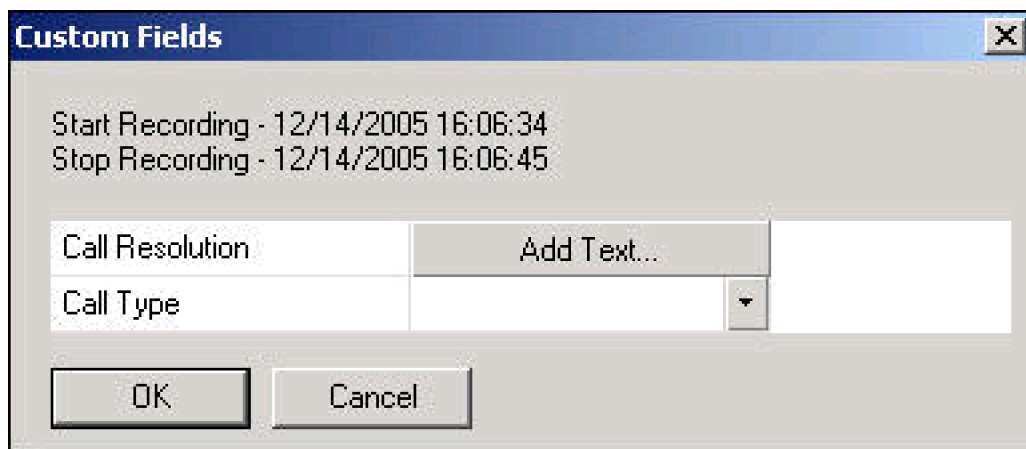 Custom Fields
Start Recording - 12/14/2005 16:06:34
Stop Recording - 12/14/2005 16:06:45
Call Resolution Add Text...
Call Type
OK Cancel